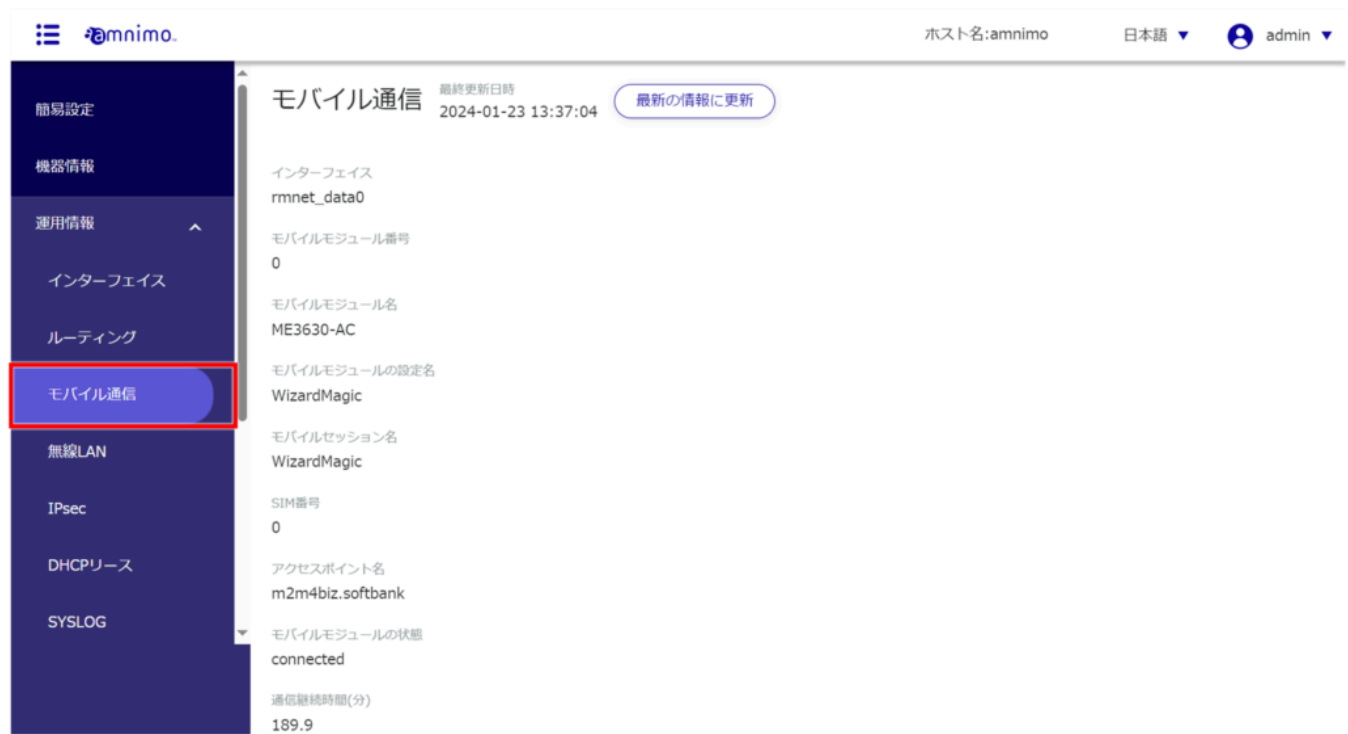 amnimo
ホスト名:amnimo
日本語 ▼
admin ▼
簡易設定
機器情報
運用情報
インターフェイス
ルーティング
モバイル通信
無線LAN
IPsec
DHCPリース
SYSLOG
モバイル通信
最終更新日時
2024-01-23 13:37:04
最新の情報に更新
インターフェイス
rmnet_data0
モバイルモジュール番号
0
モバイルモジュール名
ME3630-AC
モバイルモジュールの設定名
WizardMagic
モバイルセッション名
WizardMagic
SIM番号
0
アクセスポイント名
m2m4biz.softbank
モバイルモジュールの状態
connected
通信継続時間(分)
189.9